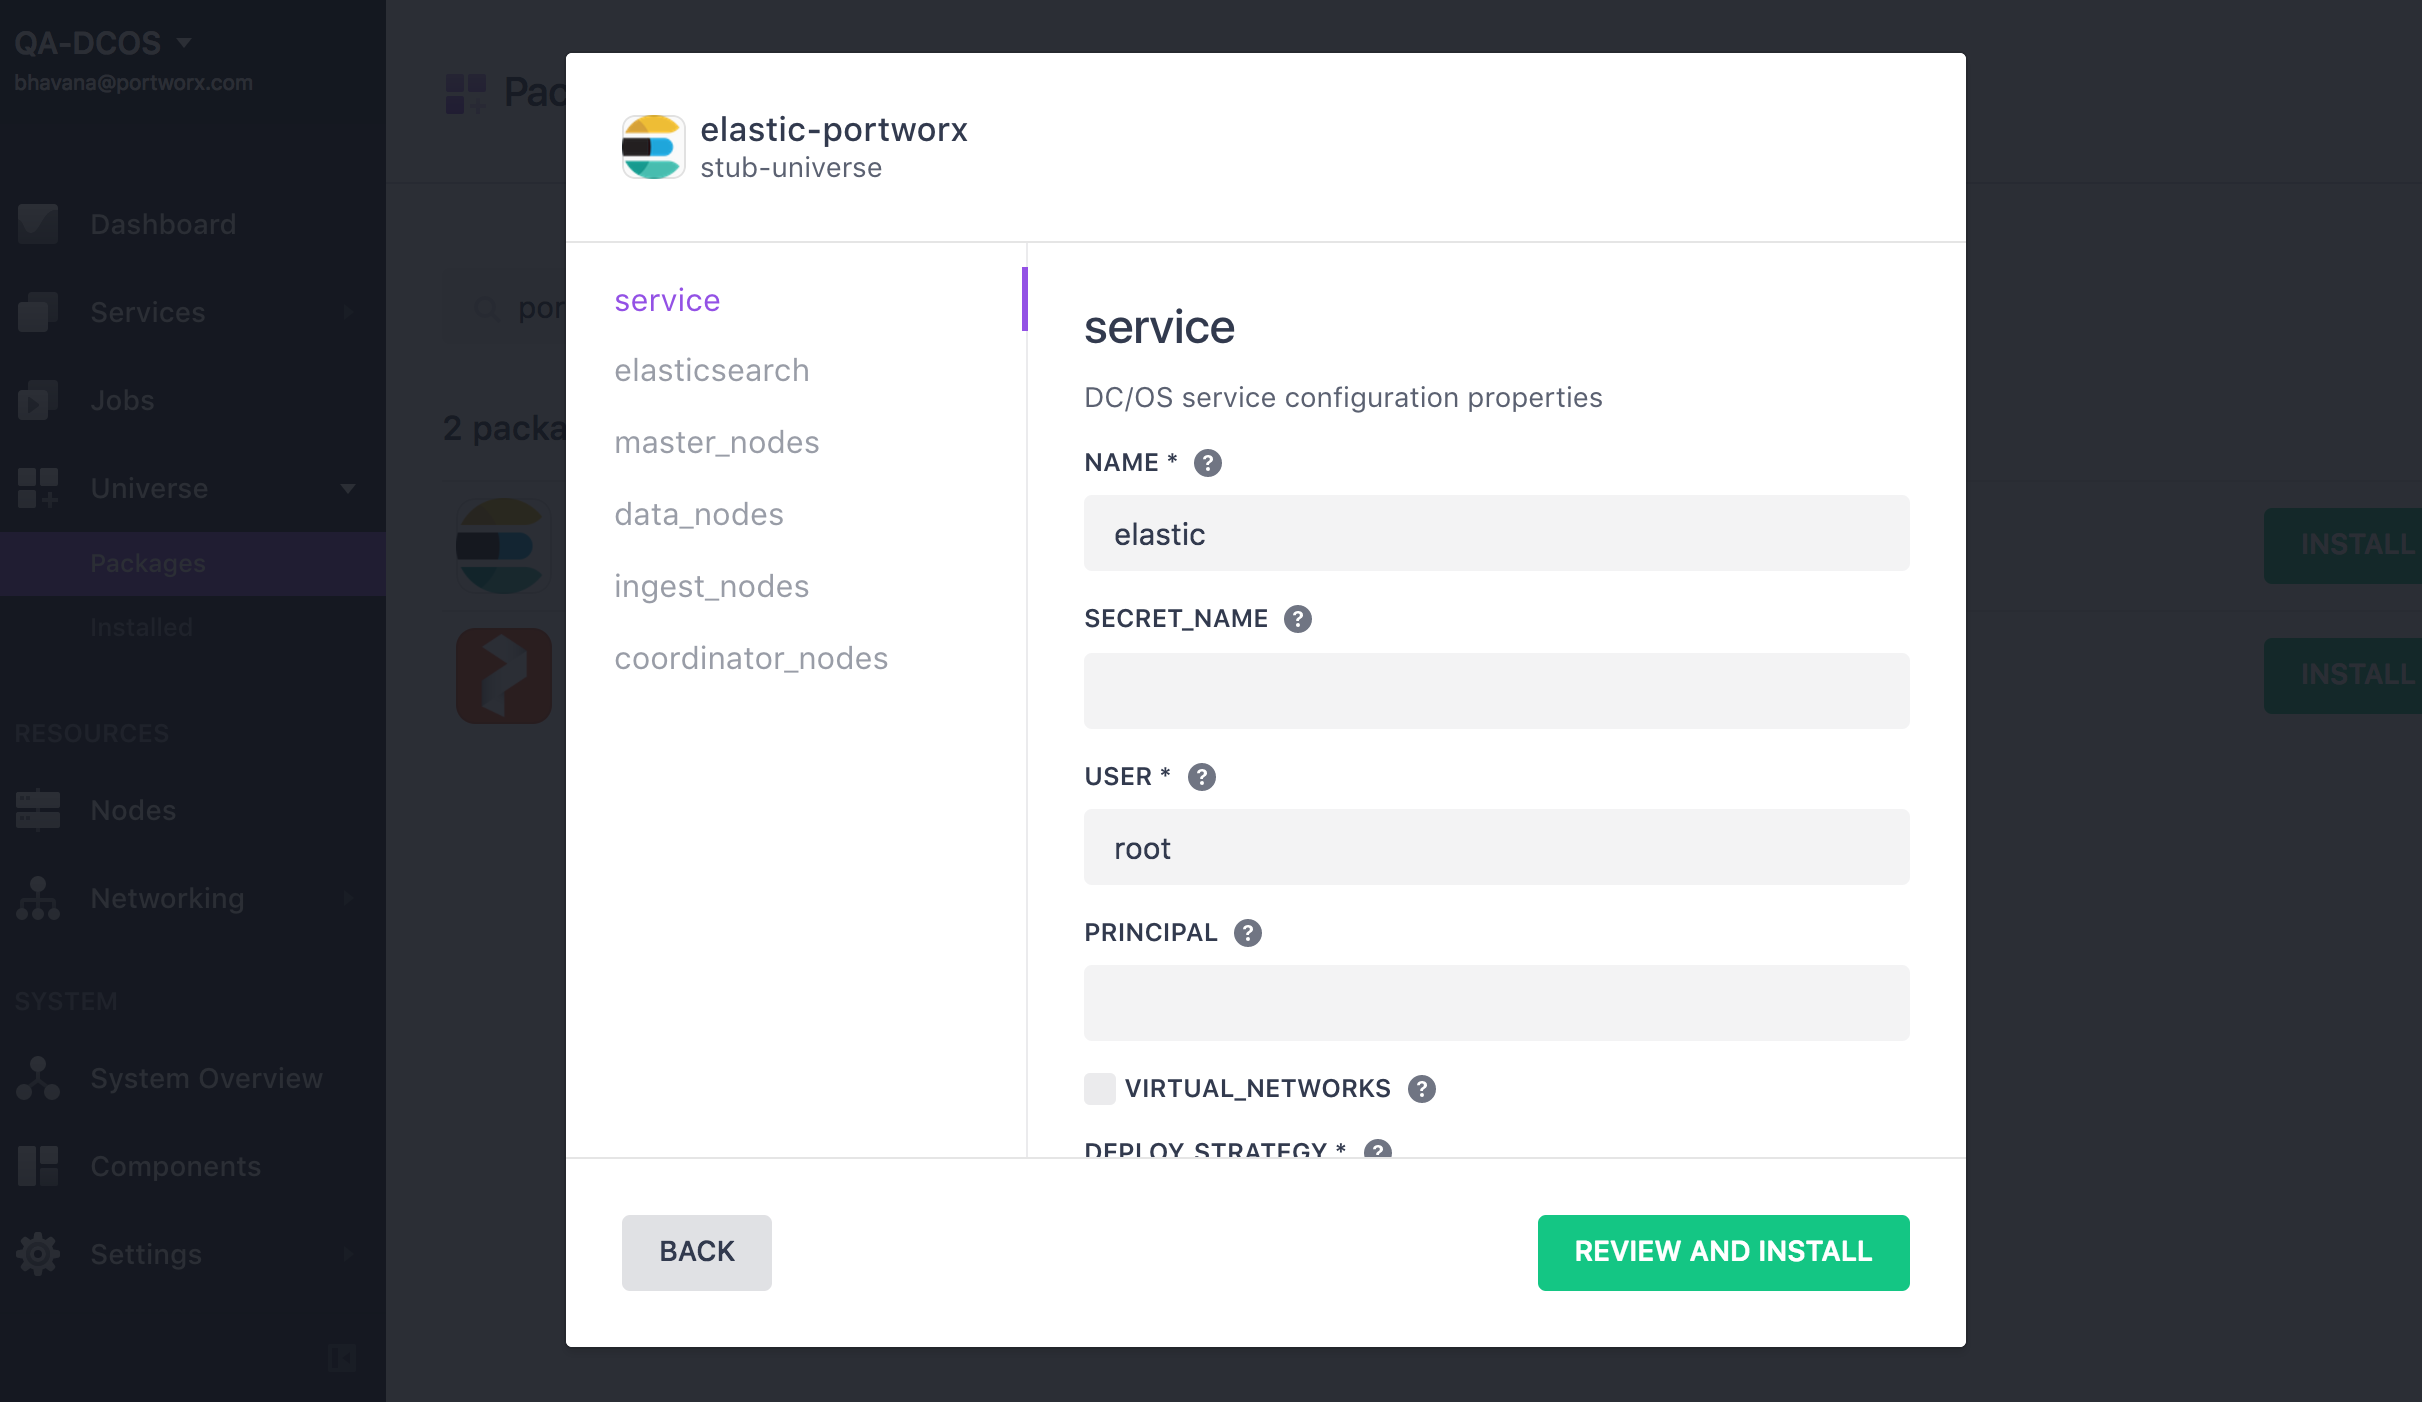 QA-DCOS
bhavana@portworx.com
Dashboard
Services
Jobs
Universe
Packages
Installed
RESOURCES
Nodes
Networking
SYSTEM
System Overview
Components
Settings
Pac
por
2 packa
INSTALL
INSTALL
elastic-portworx
stub-universe
service
elasticsearch
master_nodes
data_nodes
ingest_nodes
coordinator_nodes
service
DC/OS service configuration properties
NAME * ?
elastic
SECRET_NAME ?
USER * ?
root
PRINCIPAL ?
VIRTUAL_NETWORKS ?
DEPLOY_STRATEGY * ?
BACK
REVIEW AND INSTALL